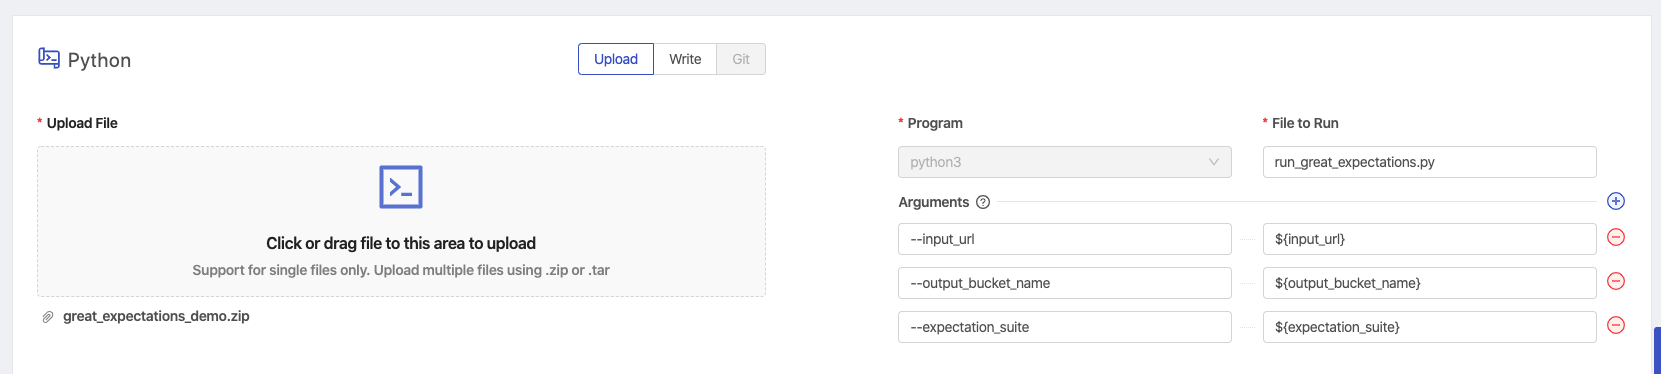 Python
Upload Write Git
* Upload File
Click or drag file to this area to upload
Support for single files only. Upload multiple files using .zip or .tar
great_expectations_demo.zip
* Program * File to Run
python3 run_great_expectations.py
Arguments
--input_url ${input_url}
--output_bucket_name ${output_bucket_name}
--expectation_suite ${expectation_suite}